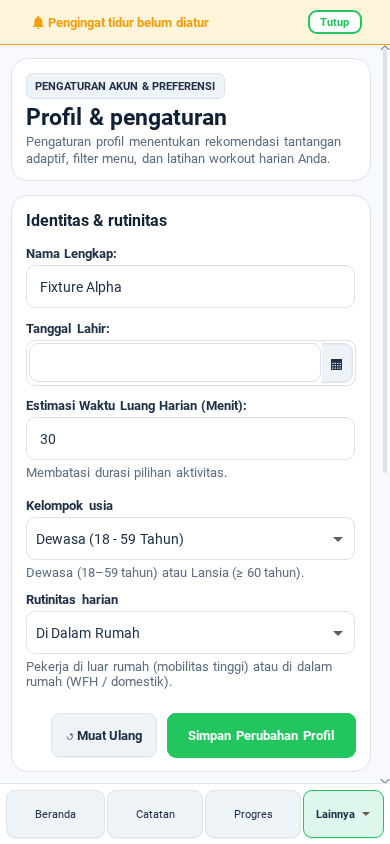 Pengingat tidur belum diatur
Tutup
PENGATURAN AKUN & PREFERENSI
Profil & pengaturan
Pengaturan profil menentukan rekomendasi tantangan
adaptif, filter menu, dan latihan workout harian Anda.
Identitas & rutinitas
Nama Lengkap:
Fixture Alpha
Tanggal Lahir:
Estimasi Waktu Luang Harian (Menit):
30
Membatasi durasi pilihan aktivitas.
Kelompok usia
Dewasa (18 - 59 Tahun)
Dewasa (18–59 tahun) atau Lansia (≥ 60 tahun).
Rutinitas harian
Di Dalam Rumah
Pekerja di luar rumah (mobilitas tinggi) atau di dalam
rumah (WFH / domestik).
Muat Ulang
Simpan Perubahan Profil
Beranda
Catatan
Progres
Lainnya